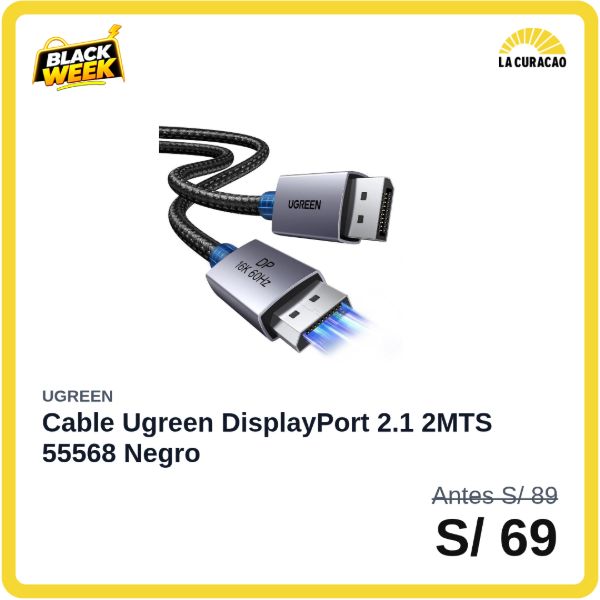 BLACK
WEEK
LA CURACAO
UGREEN
DP
16K 60Hz
UGREEN
Cable Ugreen DisplayPort 2.1 2MTS
55568 Negro
Antes S/ 89
S/ 69